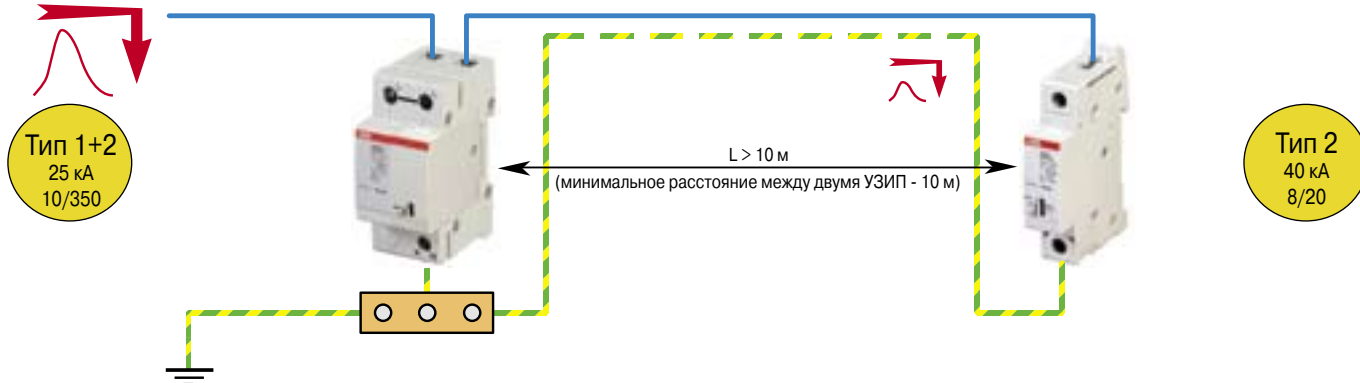 Тип 1+2
25 кА
10/350
L > 10 м
(минимальное расстояние между двумя УЗИП - 10 м)
Тип 2
40 кА
8/20